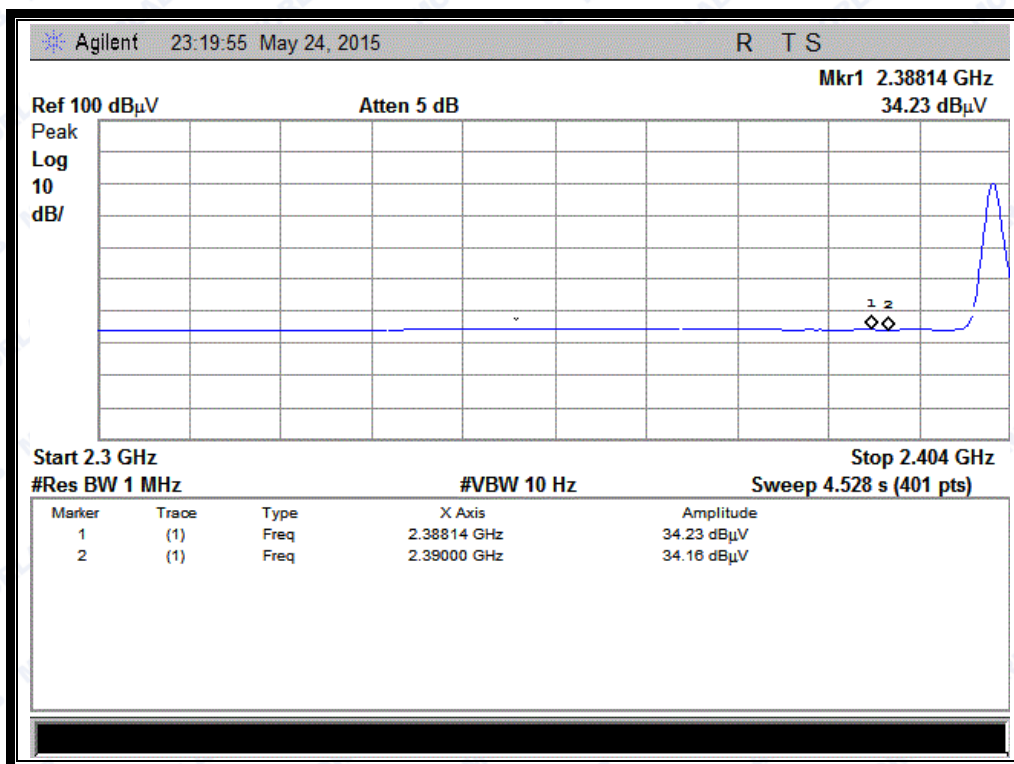 Agilent 23:19:55 May 24, 2015 R T S
Mkr1 2.38814 GHz
Ref 100 dBµV Atten 5 dB 34.23 dBµV
Peak
Log
10
dB/
1 2
Start 2.3 GHz Stop 2.404 GHz
#Res BW 1 MHz #VBW 10 Hz Sweep 4.528 s (401 pts)
Marker Trace Type X Axis Amplitude
1 (1) Freq 2.38814 GHz 34.23 dBµV
2 (1) Freq 2.39000 GHz 34.16 dBµV